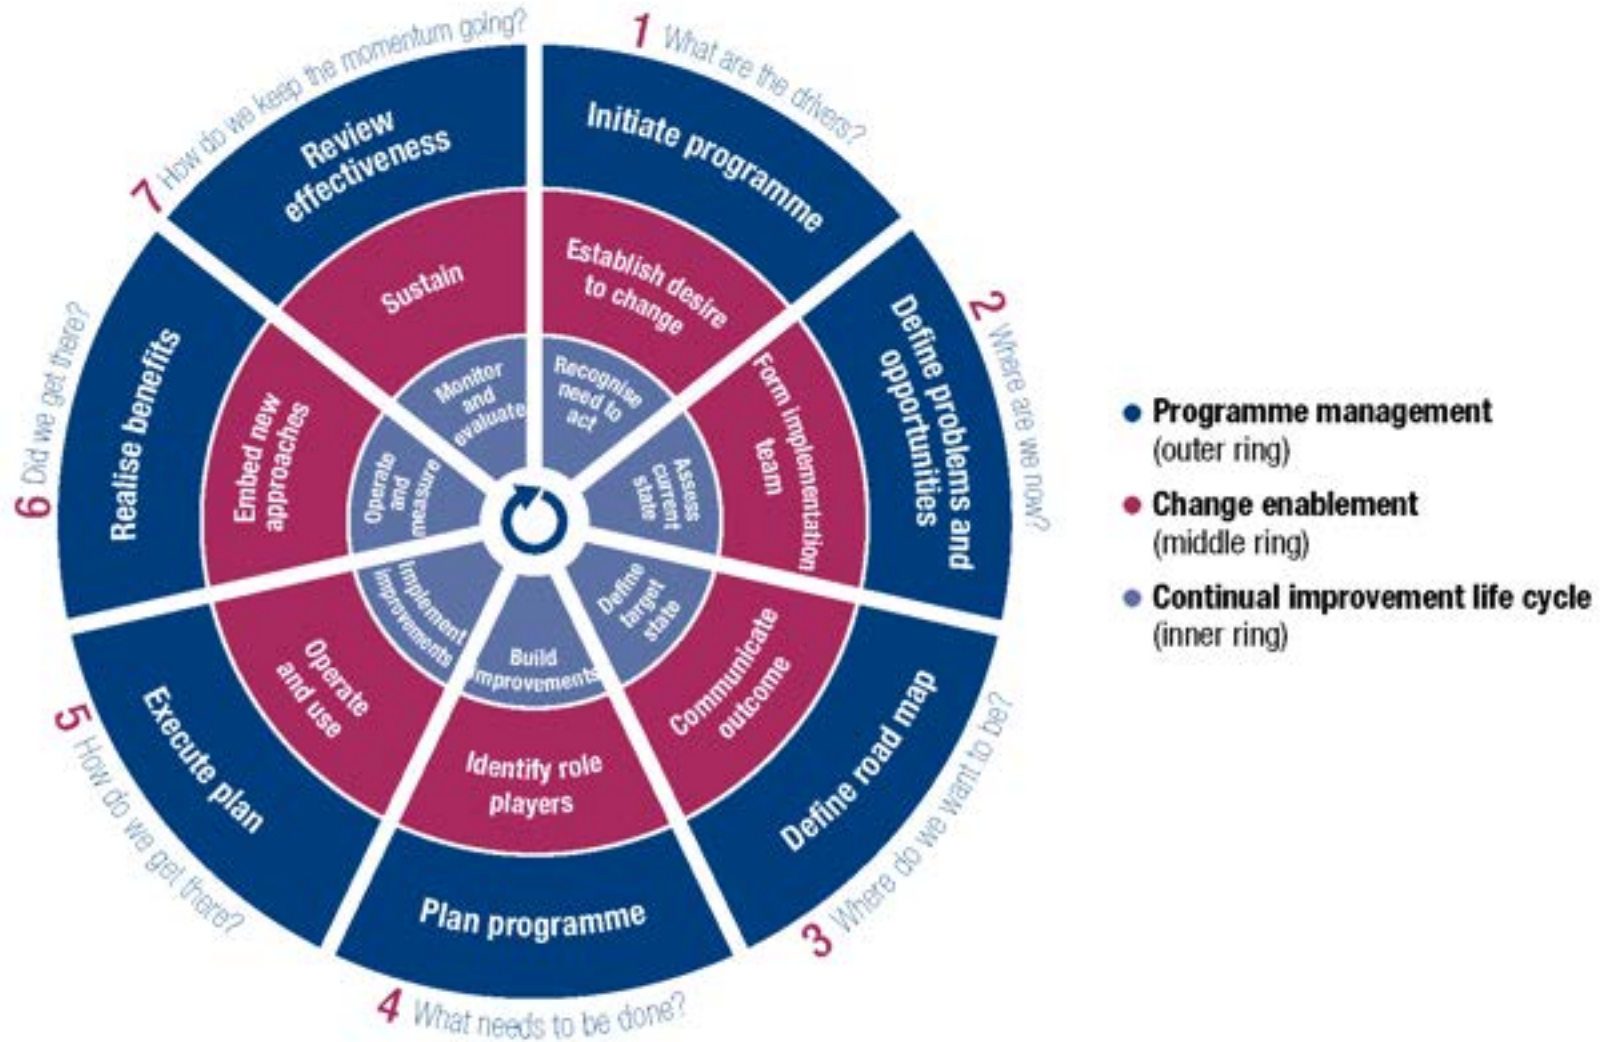 1 What are the drivers?
Initiate programme
Establish desire
to change
Recognise
need to
act
2 Where are we now?
Define problems and
opportunities
Form implementation
team
Assess
current
state
3 Where do we want to be?
Define road map
Communicate
outcome
Define
target
state
4 What needs to be done?
Plan programme
Identify role
players
Build
improvements
5 How do we get there?
Execute plan
Operate
and use
Implement
improvements
6 Did we get there?
Realise benefits
Embed new
approaches
Operate
and
measure
7 How do we keep the momentum going?
Review
effectiveness
Sustain
Monitor
and
evaluate
Programme management
(outer ring)
Change enablement
(middle ring)
Continual improvement life cycle
(inner ring)